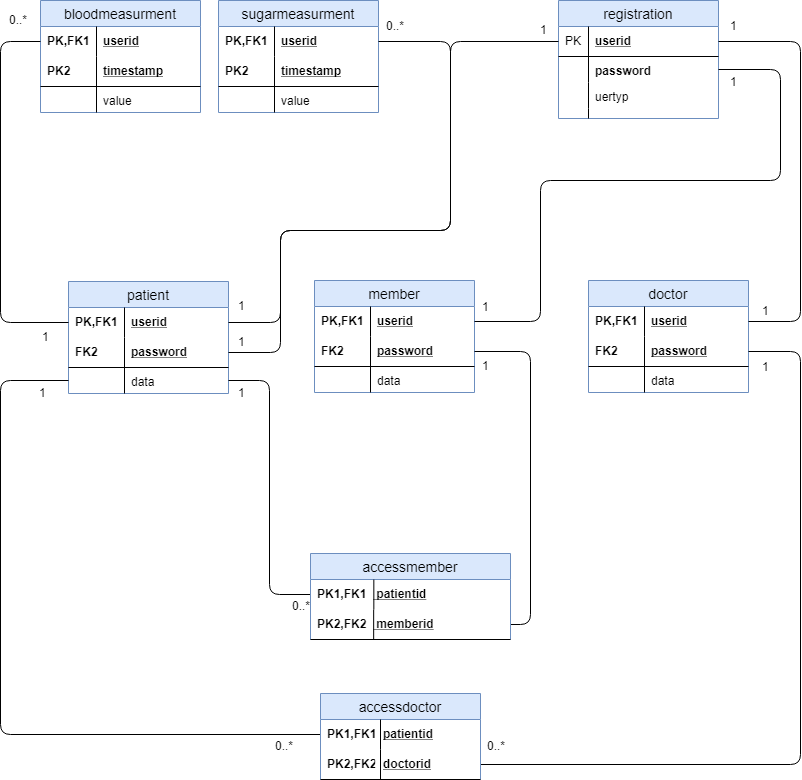 0..*
bloodmeasurment
PK,FK1 userid
PK2 timestamp
value
sugarmeasurment
PK,FK1 userid
PK2 timestamp
value
0..*
1
registration
PK userid
password
uertyp
1
1
patient
PK,FK1 userid
FK2 password
data
1
1
1
1
1
member
PK,FK1 userid
FK2 password
data
1
1
doctor
PK,FK1 userid
FK2 password
data
1
1
accessmember
PK1,FK1 patientid
PK2,FK2 memberid
0..*
accessdoctor
PK1,FK1 patientid
PK2,FK2 doctorid
0..*
0..*